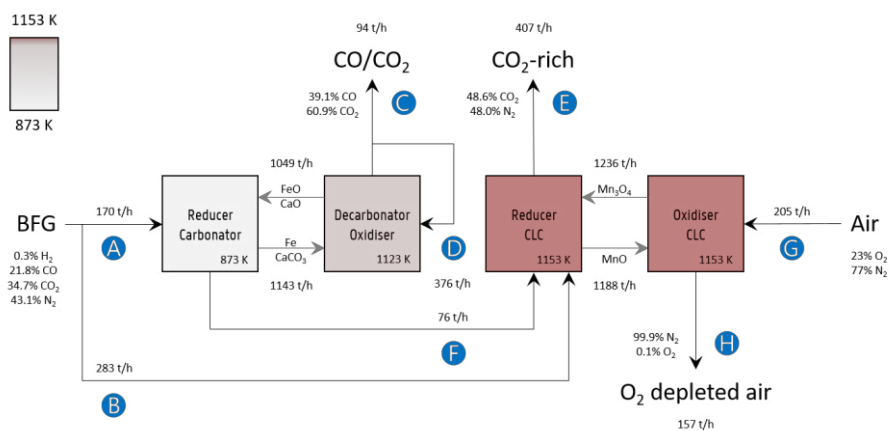 1153 K
873 K
94 t/h
CO/CO₂
39.1% CO
60.9% CO₂
C
407 t/h
CO₂-rich
48.6% CO₂
48.0% N₂
E
1049 t/h
1236 t/h
BFG
170 t/h
0.3% H₂
21.8% CO
34.7% CO₂
43.1% N₂
A
Reducer
Carbonator
873 K
FeO
CaO
Fe
CaCO₃
1143 t/h
Decarbonator
Oxidiser
1123 K
D
376 t/h
Reducer
CLC
1153 K
Mn₃O₄
MnO
1188 t/h
Oxidiser
CLC
1153 K
205 t/h
Air
G
23% O₂
77% N₂
76 t/h
F
283 t/h
B
99.9% N₂
0.1% O₂
H
O₂ depleted air
157 t/h